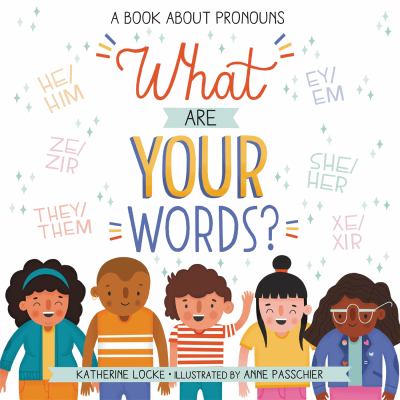 A BOOK ABOUT PRONOUNS
What
ARE
YOUR
WORDS?
HE/
HIM
EY/
EM
ZE/
ZIR
SHE/
HER
THEY/
THEM
XE/
XIR
KATHERINE LOCKE • ILLUSTRATED BY ANNE PASSCHIER